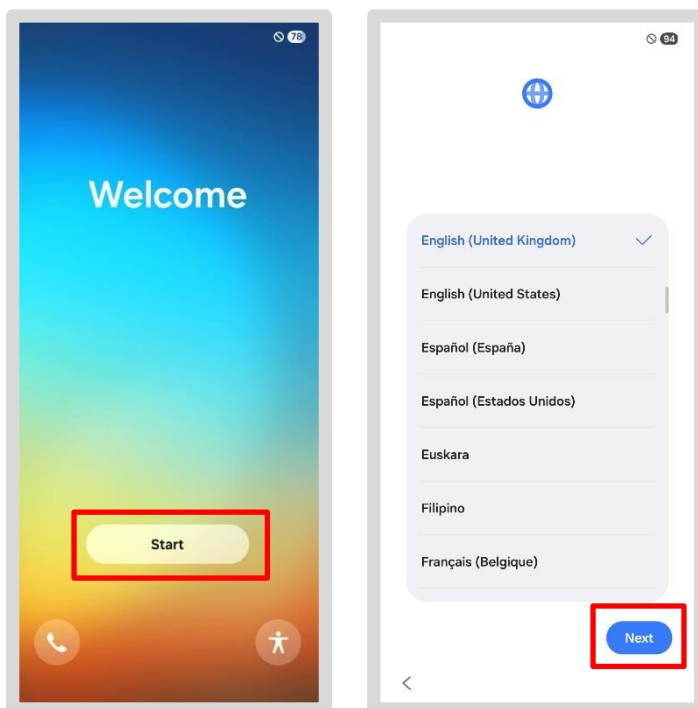 78
Welcome
Start
94
English (United Kingdom)
English (United States)
Español (España)
Español (Estados Unidos)
Euskara
Filipino
Français (Belgique)
Next